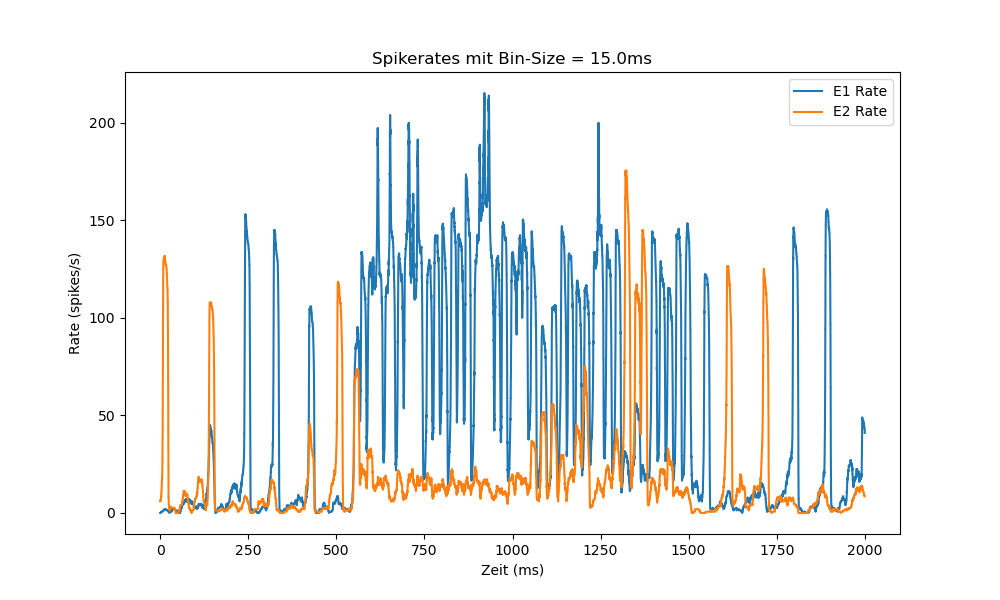 Spikerates mit Bin-Size = 15.0ms
E1 Rate
E2 Rate
Rate (spikes/s)
200
150
100
50
0
0 250 500 750 1000 1250 1500 1750 2000
Zeit (ms)